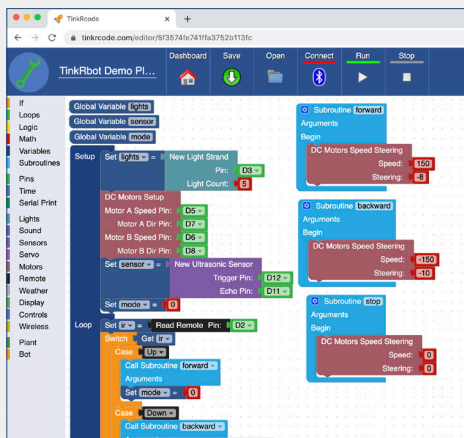 TinkRcode
tinkrcode.com/editor/5f3574fe741ffa3752b113fc
TinkRbot Demo Pl...
Dashboard Save Open Connect Run Stop
If
Loops
Logic
Math
Variables
Subroutines
Pins
Time
Serial Print
Lights
Sound
Sensors
Servo
Motors
Remote
Weather
Display
Controls
Wireless
Plant
Bot
Global Variable lights
Global Variable sensor
Global Variable mode
Setup Set lights = New Light Strand
Pin: D3
Light Count: 5
DC Motors Setup
Motor A Speed Pin: D5
Motor A Dir Pin: D7
Motor B Speed Pin: D6
Motor B Dir Pin: D8
Set sensor = New Ultrasonic Sensor
Trigger Pin: D12
Echo Pin: D11
Set mode = 0
Loop Set ir = Read Remote Pin: D2
Switch Get ir
Case Up
Call Subroutine forward
Arguments
Set mode = 0
Case Down
Call Subroutine backward
Subroutine forward
Arguments
Begin
DC Motors Speed Steering
Speed: 150
Steering: -8
Subroutine backward
Arguments
Begin
DC Motors Speed Steering
Speed: -150
Steering: -10
Subroutine stop
Arguments
Begin
DC Motors Speed Steering
Speed: 0
Steering: 0